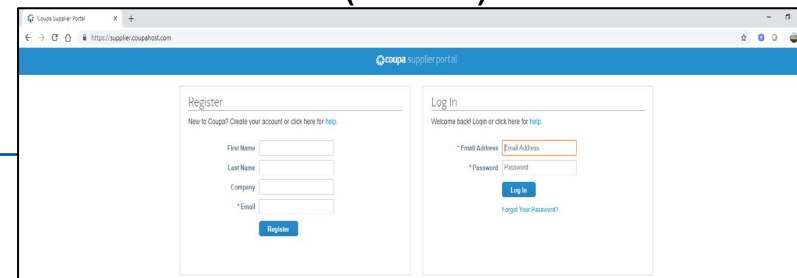 Coupa Supplier Portal
https://supplier.coupahost.com
coupa supplier portal
Register
New to Coupa? Create your account or click here for help.
First Name
Last Name
Company
* Email
Register
Log In
Welcome back! Login or click here for help.
* Email Address Email Address
* Password Password
Log In
Forgot Your Password?